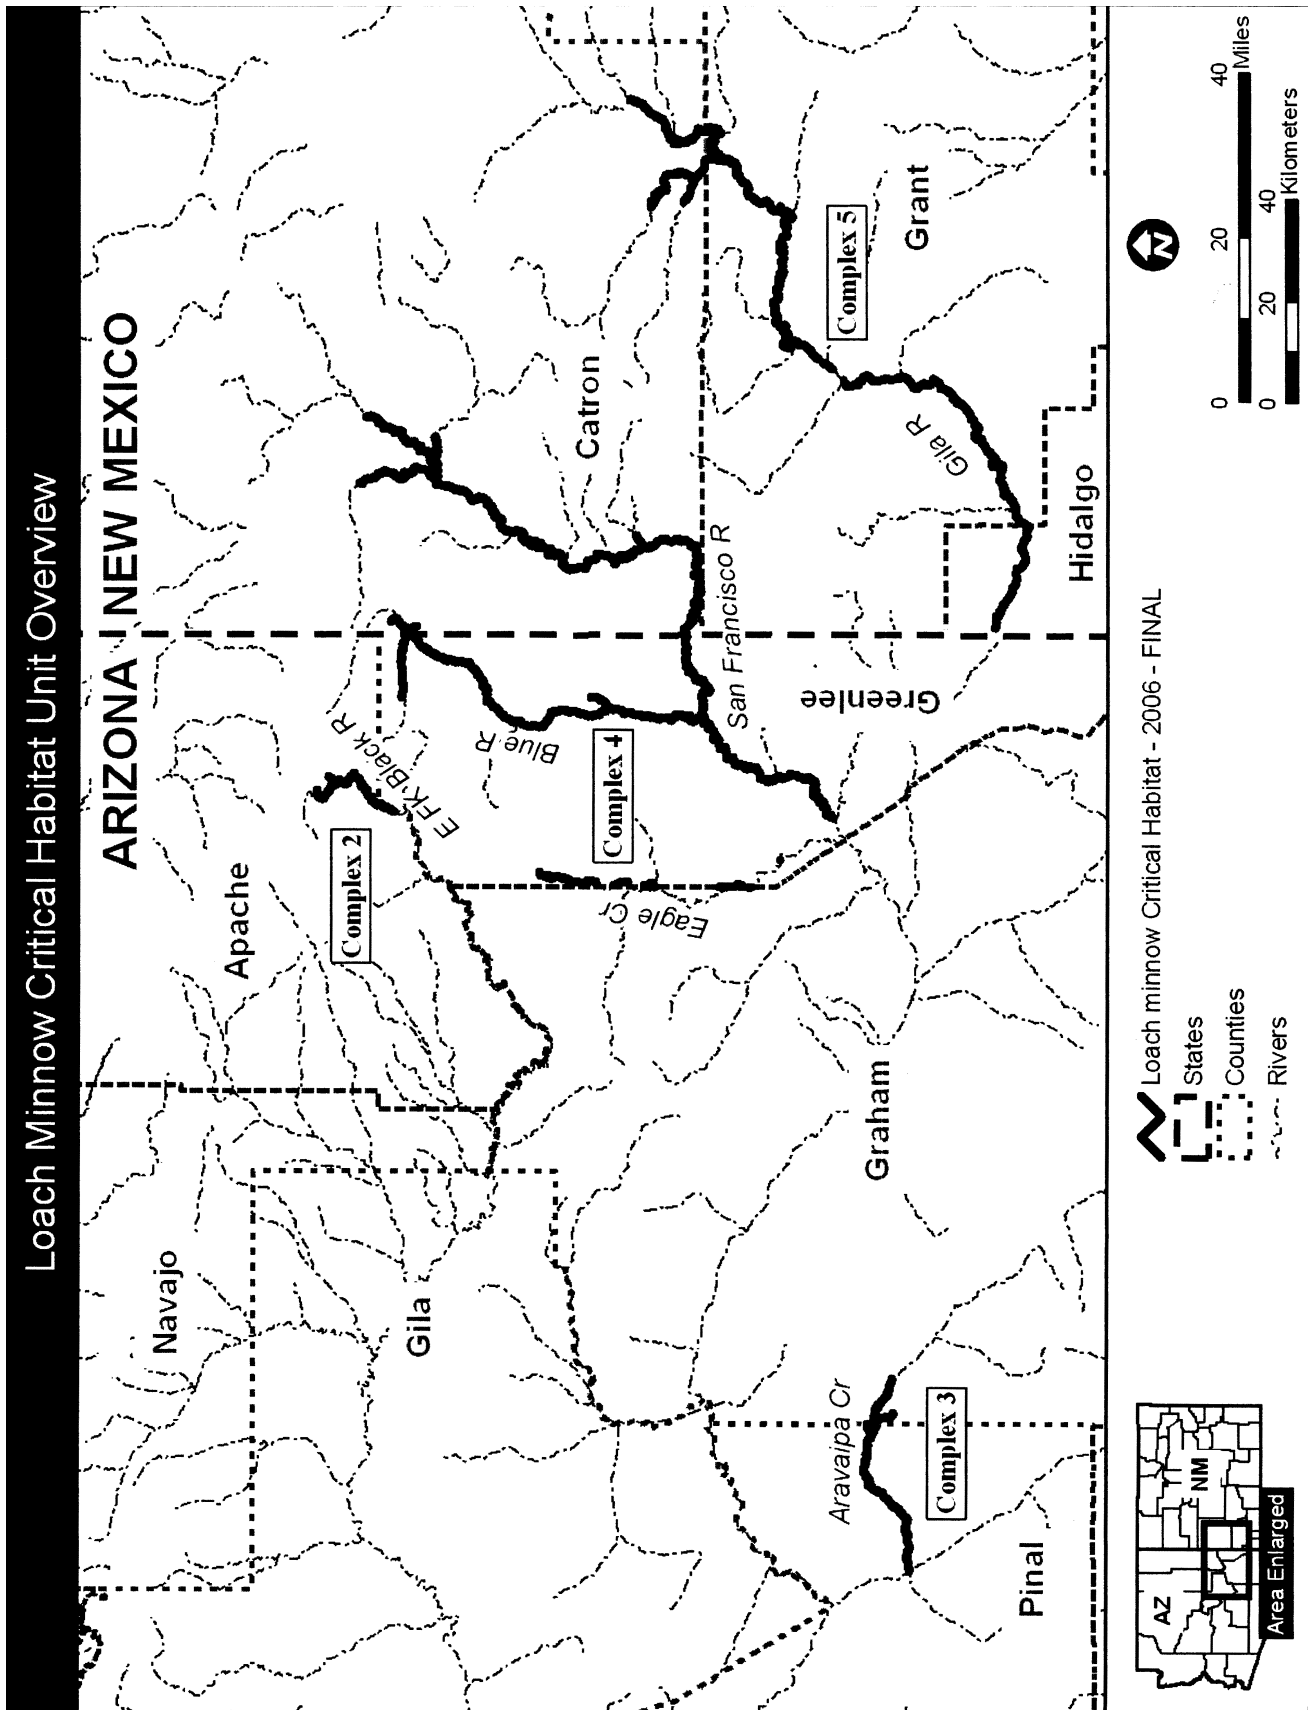 Loach Minnow Critical Habitat Unit Overview
ARIZONA
NEW MEXICO
Navajo
Apache
Gila
Complex 2
E Fk Black R
Blue R
Catron
Complex 4
Eagle Cr
San Francisco R
Greenlee
Complex 5
Grant
Gila R
Hidalgo
Graham
Aravaipa Cr
Complex 3
Pinal
AZ
NM
Area Enlarged
Loach minnow Critical Habitat - 2006 - FINAL
States
Counties
Rivers
N
0 20 40
Miles
0 20 40
Kilometers